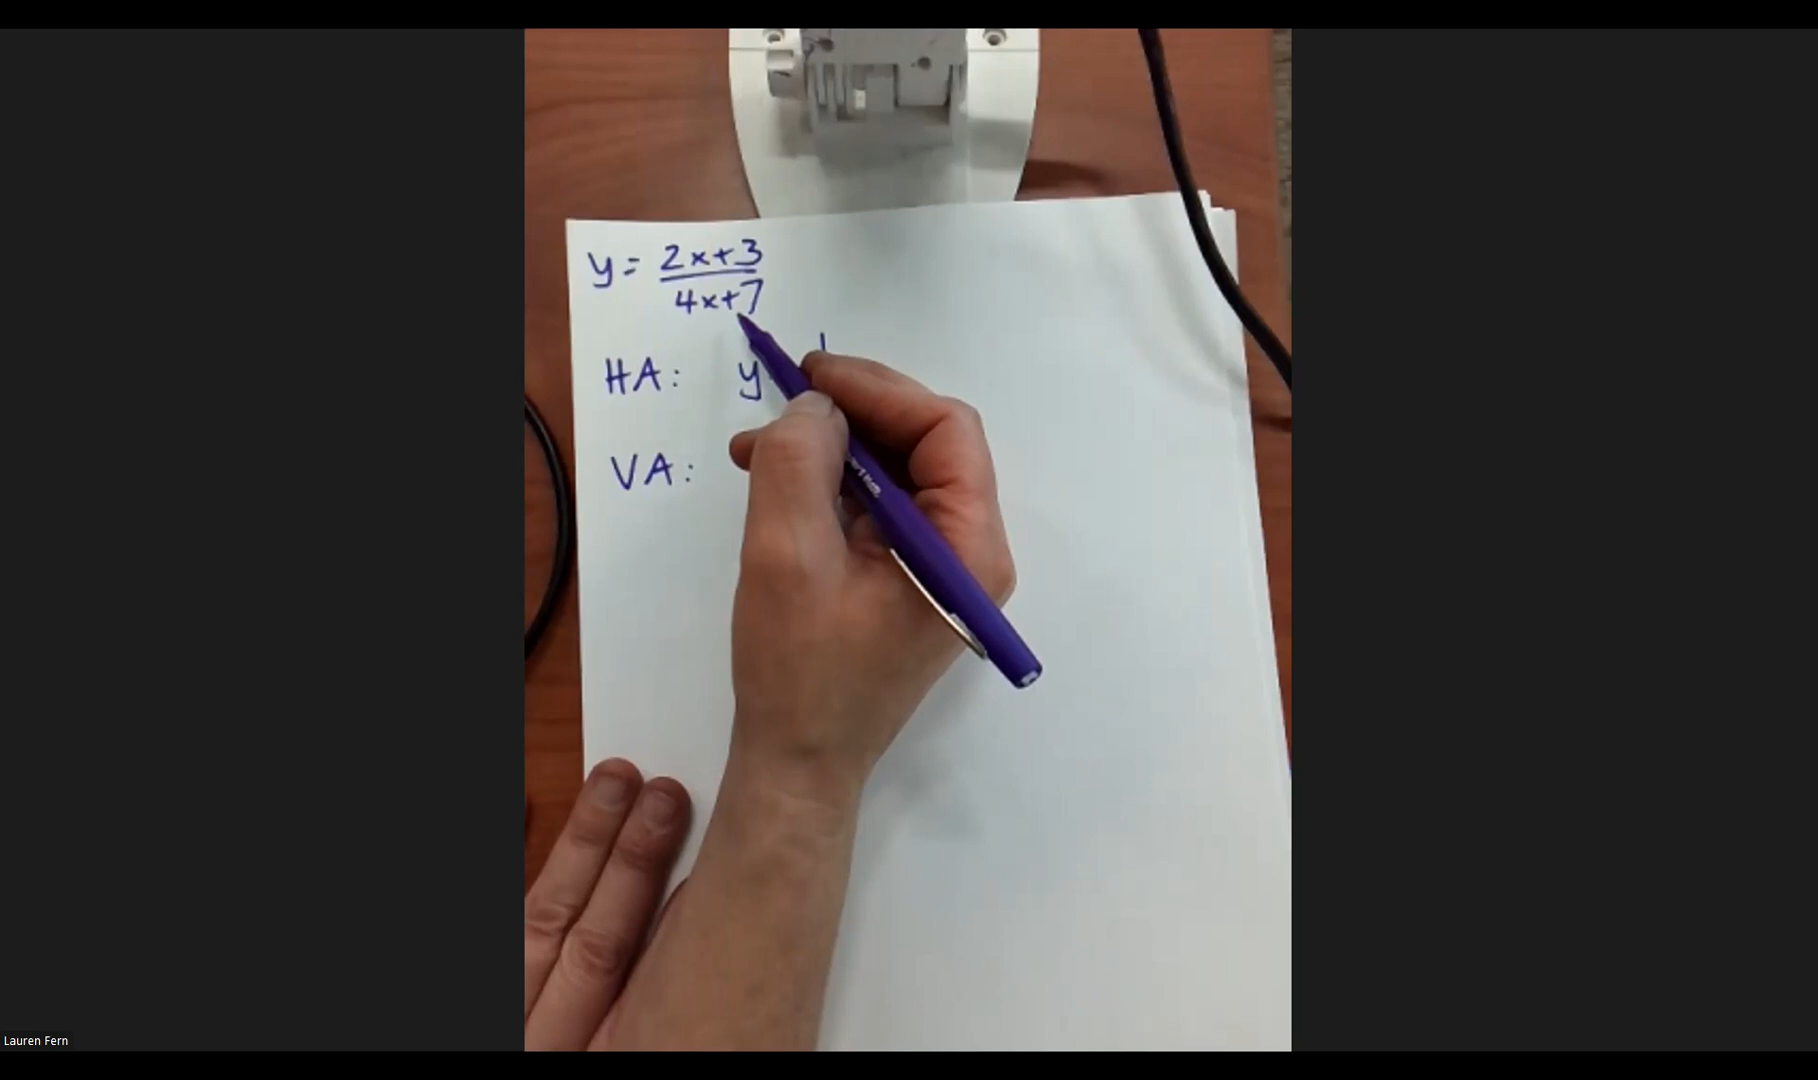 y = 2x+3
4x+7
HA: y
VA:
Lauren Fern